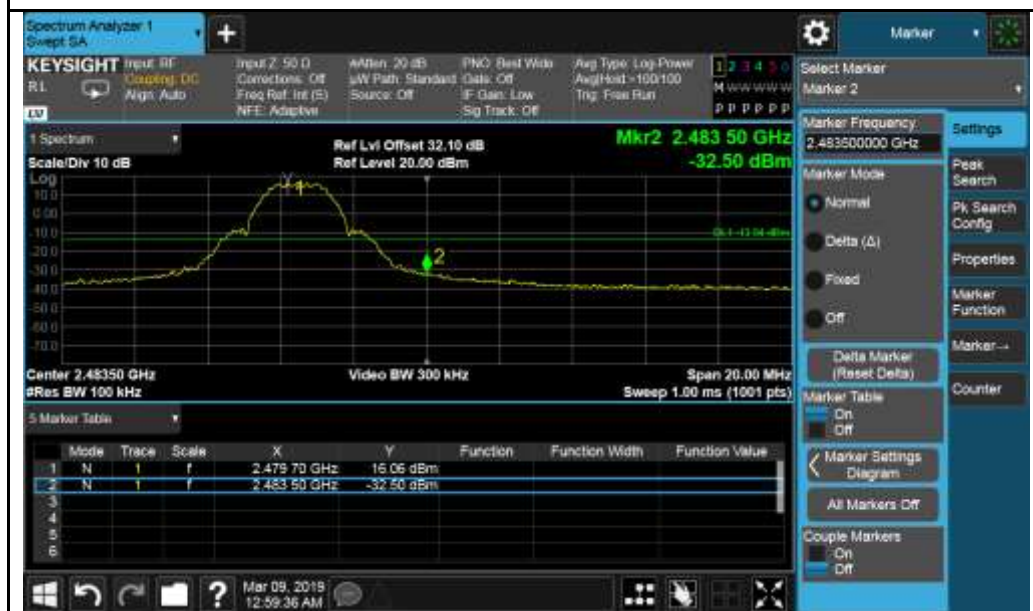 Spectrum Analyzer 1
Swept SA
+
Marker
KEYSIGHT
R L
Input: RF
Coupling: DC
Align: Auto
Input Z: 50 Ω
Corrections: Off
Freq Ref: Int (S)
NFE: Adaptive
#Atten: 20 dB
µW Path: Standard
Source: Off
PNO: Best Wide
Gate: Off
IF Gain: Low
Sig Track: Off
Avg Type: Log-Power
Avg|Hold:>100/100
Trig: Free Run
1 2 3 4 5 6
M W W W W W
P P P P P P
Select Marker
Marker 2
1 Spectrum
Scale/Div 10 dB
Ref Lvl Offset 32.10 dB
Ref Level 20.00 dBm
Mkr2 2.483 50 GHz
-32.50 dBm
Log
10.0
0.00
-10.0
-20.0
-30.0
-40.0
-50.0
-60.0
-70.0
1
2
DL1 -13.94 dBm
Center 2.48350 GHz
#Res BW 100 kHz
Video BW 300 kHz
Span 20.00 MHz
Sweep 1.00 ms (1001 pts)
5 Marker Table
Mode Trace Scale X Y Function Function Width Function Value
1 N 1 f 2.479 70 GHz 16.06 dBm
2 N 1 f 2.483 50 GHz -32.50 dBm
3
4
5
6
Marker Frequency
2.483500000 GHz
Marker Mode
Normal
Delta (Δ)
Fixed
Off
Delta Marker
(Reset Delta)
Marker Table
On
Off
Marker Settings
Diagram
All Markers Off
Couple Markers
On
Off
Settings
Peak
Search
Pk Search
Config
Properties
Marker
Function
Marker→
Counter
?
Mar 09, 2019
12:59:36 AM